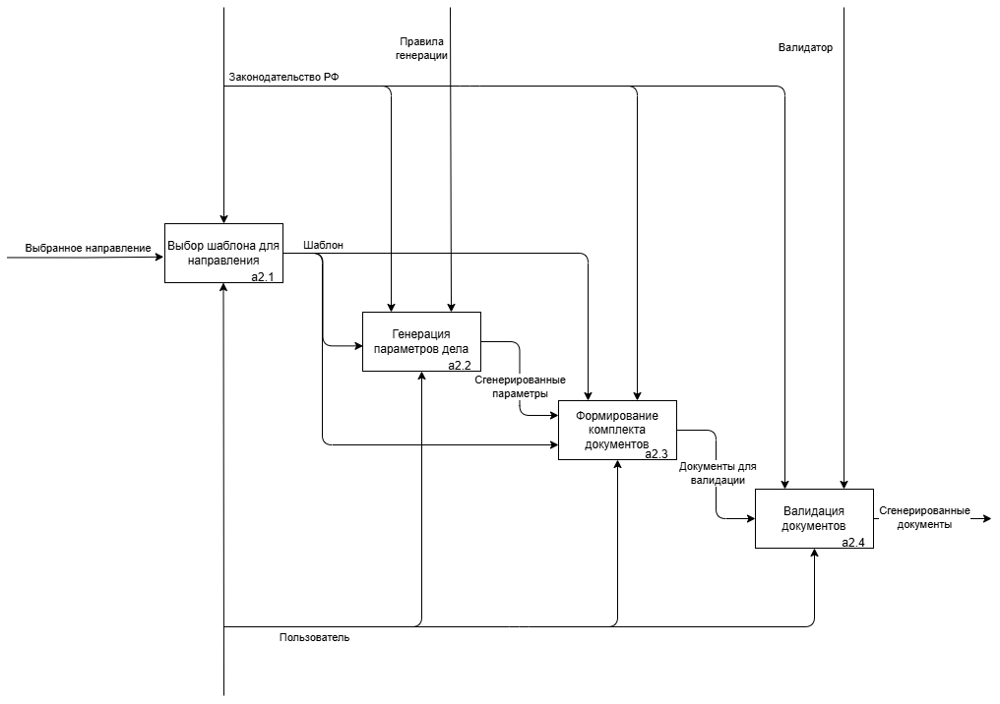 Правила
генерации
Валидатор
Законодательство РФ
Выбранное направление
Выбор шаблона для
направления
a2.1
Шаблон
Генерация
параметров дела
a2.2
Сгенерированные
параметры
Формирование
комплекта
документов
a2.3
Документы для
валидации
Валидация
документов
a2.4
Сгенерированные
документы
Пользователь